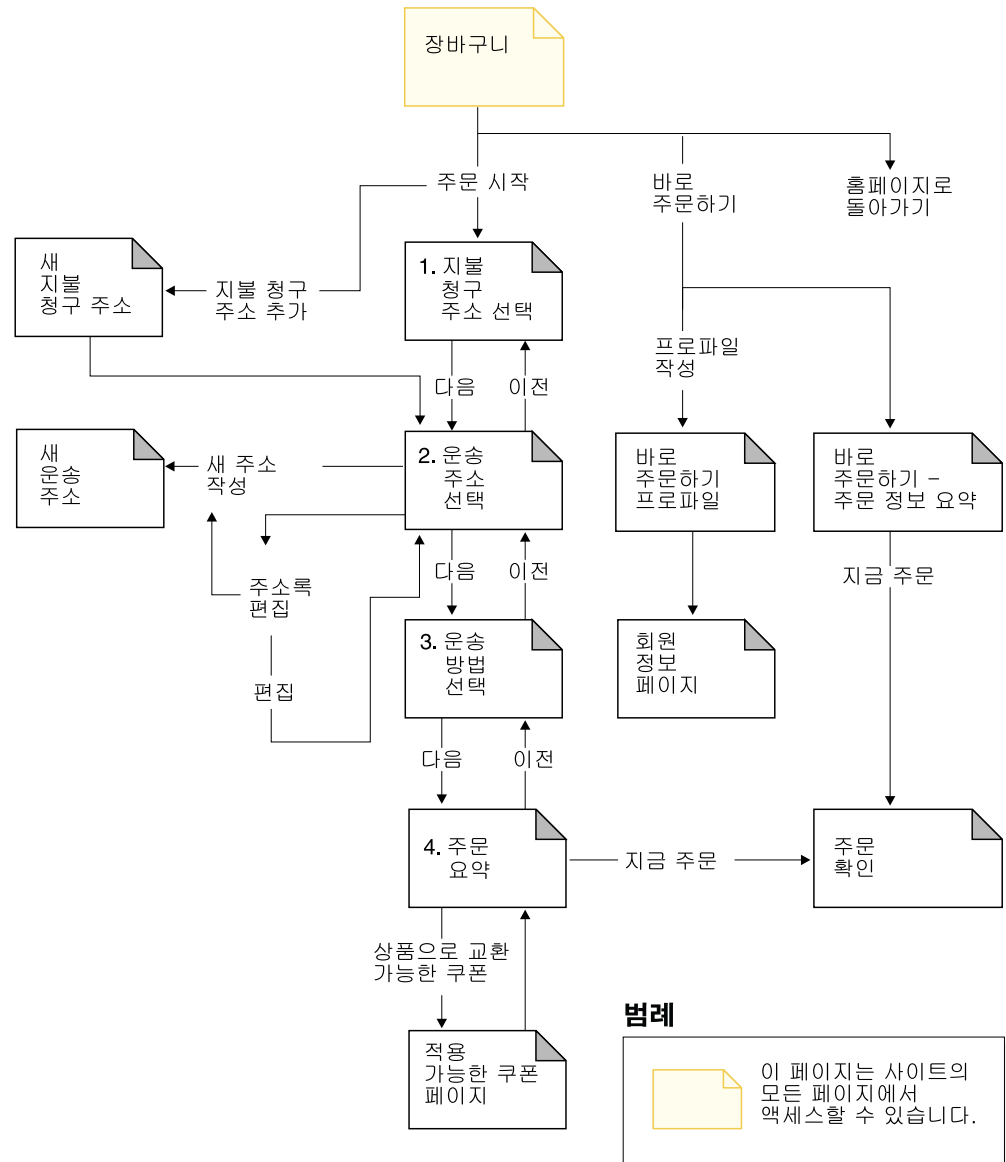 장바구니
주문 시작
바로
주문하기
홈페이지로
돌아가기
새
지불
청구 주소
지불 청구
주소 추가
1. 지불
청구
주소 선택
프로파일
작성
다음
이전
새
운송
주소
새 주소
작성
2. 운송
주소
선택
바로
주문하기
프로파일
바로
주문하기 –
주문 정보 요약
주소록
편집
다음
이전
지금 주문
편집
3. 운송
방법
선택
회원
정보
페이지
다음
이전
4. 주문
요약
지금 주문
주문
확인
상품으로 교환
가능한 쿠폰
적용
가능한 쿠폰
페이지
범례
이 페이지는 사이트의
모든 페이지에서
액세스할 수 있습니다.